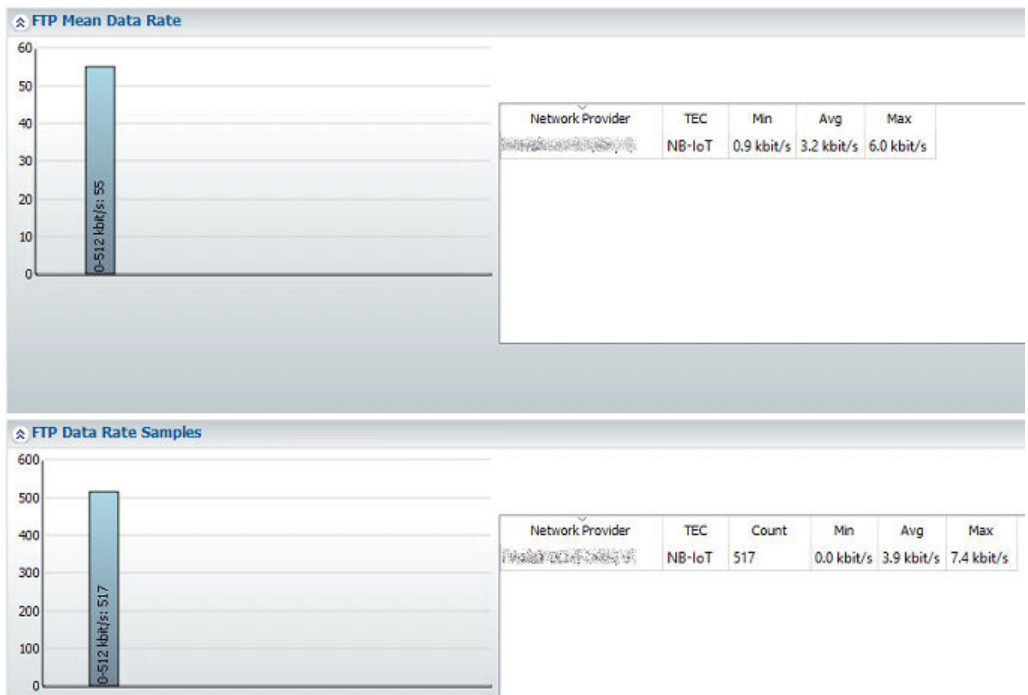 FTP Mean Data Rate
60
50
40
30
20
10
0
0-512 kbit/s: 55
Network Provider TEC Min Avg Max
NB-IoT 0.9 kbit/s 3.2 kbit/s 6.0 kbit/s
FTP Data Rate Samples
600
500
400
300
200
100
0
0-512 kbit/s: 517
Network Provider TEC Count Min Avg Max
NB-IoT 517 0.0 kbit/s 3.9 kbit/s 7.4 kbit/s